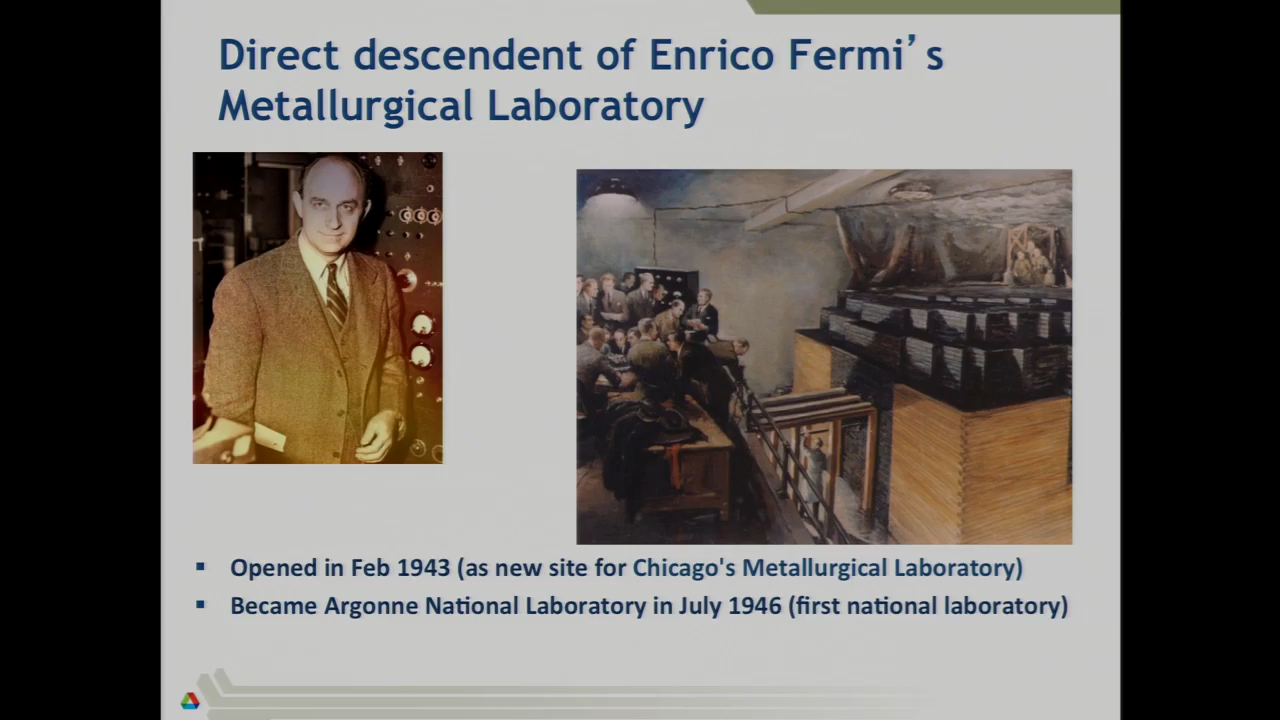 Direct descendent of Enrico Fermi’s
Metallurgical Laboratory
▪ Opened in Feb 1943 (as new site for Chicago's Metallurgical Laboratory)
▪ Became Argonne National Laboratory in July 1946 (first national laboratory)